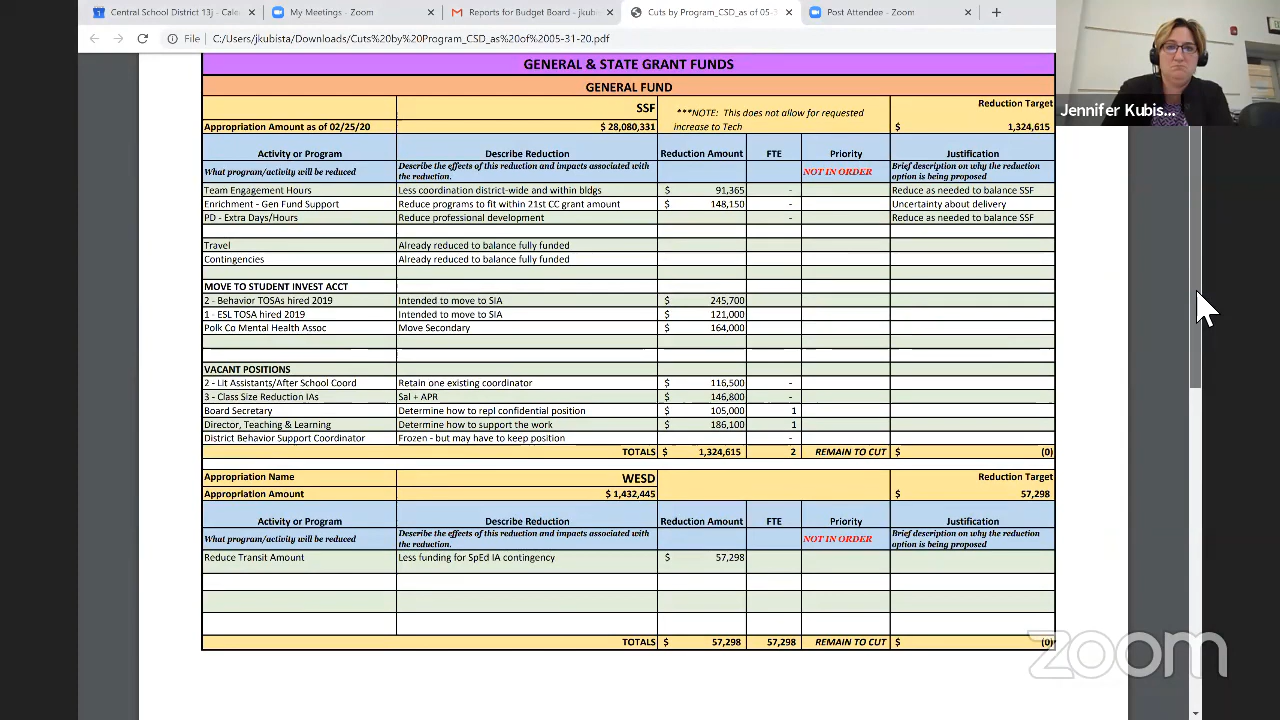 Central School District 13j - Cale
My Meetings - Zoom
Reports for Budget Board - jkubi
Cuts by Program_CSD_as of 05-3
Post Attendee - Zoom
File C:/Users/jkubista/Downloads/Cuts%20by%20Program_CSD_as%20of%2005-31-20.pdf
Jennifer Kubis...
GENERAL & STATE GRANT FUNDS
GENERAL FUND
SSF ***NOTE: This does not allow for requested increase to Tech Reduction Target
Appropriation Amount as of 02/25/20 $ 28,080,331 $ 1,324,615
Activity or Program Describe Reduction Reduction Amount FTE Priority Justification
What program/activity will be reduced Describe the effects of this reduction and impacts associated with the reduction. NOT IN ORDER Brief description on why the reduction option is being proposed
Team Engagement Hours Less coordination district-wide and within bldgs $ 91,365 - Reduce as needed to balance SSF
Enrichment - Gen Fund Support Reduce programs to fit within 21st CC grant amount $ 148,150 Uncertainty about delivery
PD - Extra Days/Hours Reduce professional development - Reduce as needed to balance SSF
Travel Already reduced to balance fully funded
Contingencies Already reduced to balance fully funded
MOVE TO STUDENT INVEST ACCT
2 - Behavior TOSAs hired 2019 Intended to move to SIA $ 245,700
1 - ESL TOSA hired 2019 Intended to move to SIA $ 121,000
Polk Co Mental Health Assoc Move Secondary $ 164,000
VACANT POSITIONS
2 - Lit Assistants/After School Coord Retain one existing coordinator $ 116,500 -
3 - Class Size Reduction IAs Sal + APR $ 146,800 -
Board Secretary Determine how to repl confidential position $ 105,000 1
Director, Teaching & Learning Determine how to support the work $ 186,100 1
District Behavior Support Coordinator Frozen - but may have to keep position -
TOTALS $ 1,324,615 2 REMAIN TO CUT $ (0)
Appropriation Name WESD Reduction Target
Appropriation Amount $ 1,432,445 $ 57,298
Activity or Program Describe Reduction Reduction Amount FTE Priority Justification
What program/activity will be reduced Describe the effects of this reduction and impacts associated with the reduction. NOT IN ORDER Brief description on why the reduction option is being proposed
Reduce Transit Amount Less funding for SpEd IA contingency $ 57,298
TOTALS $ 57,298 57,298 REMAIN TO CUT $ (0)
zoom